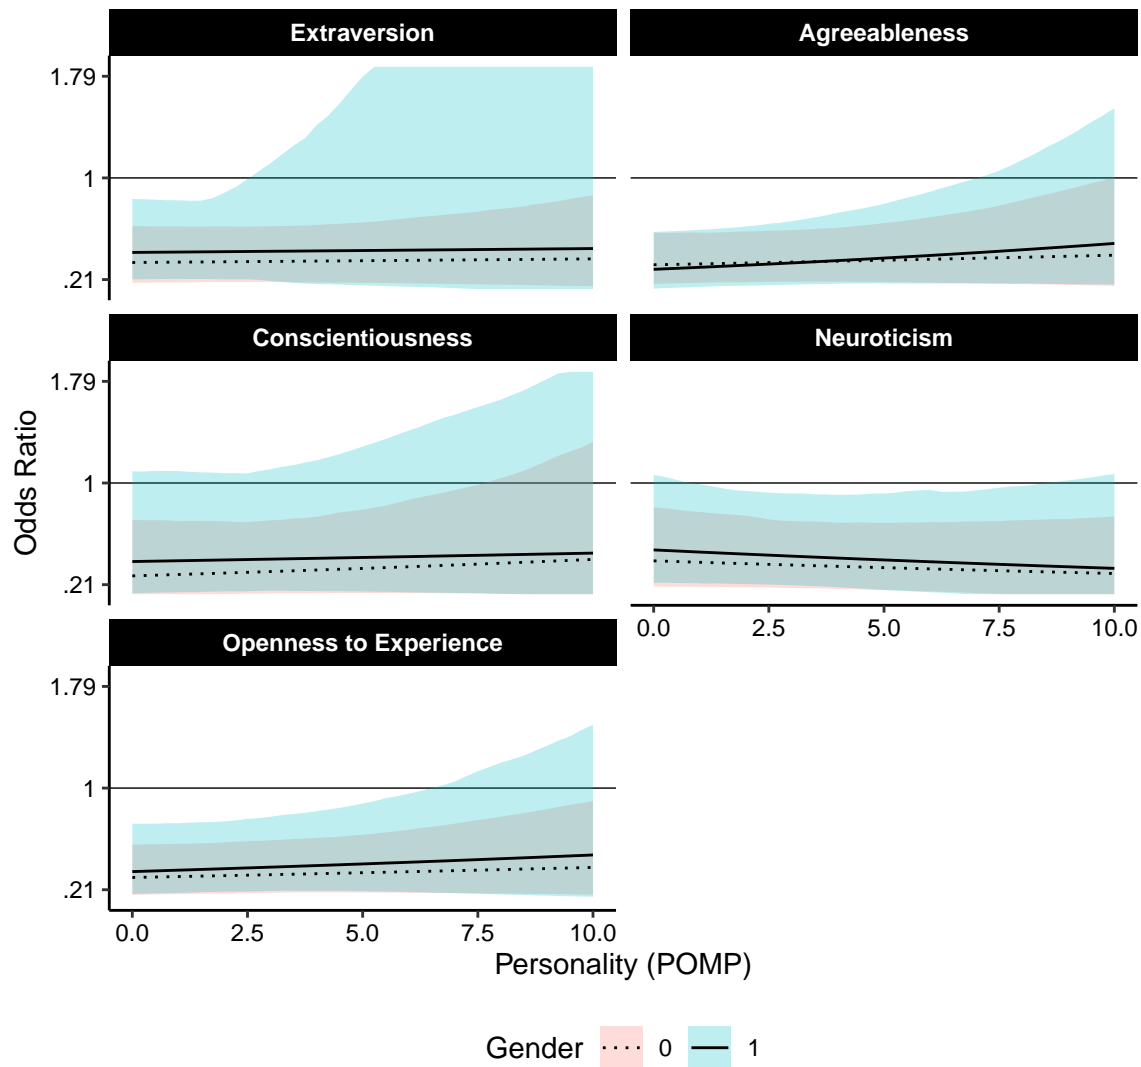 Extraversion
Agreeableness
1.79
1
.21
Conscientiousness
Neuroticism
1.79
1
.21
0.0 2.5 5.0 7.5 10.0
Openness to Experience
1.79
1
.21
0.0 2.5 5.0 7.5 10.0
Odds Ratio
Personality (POMP)
Gender 0 1